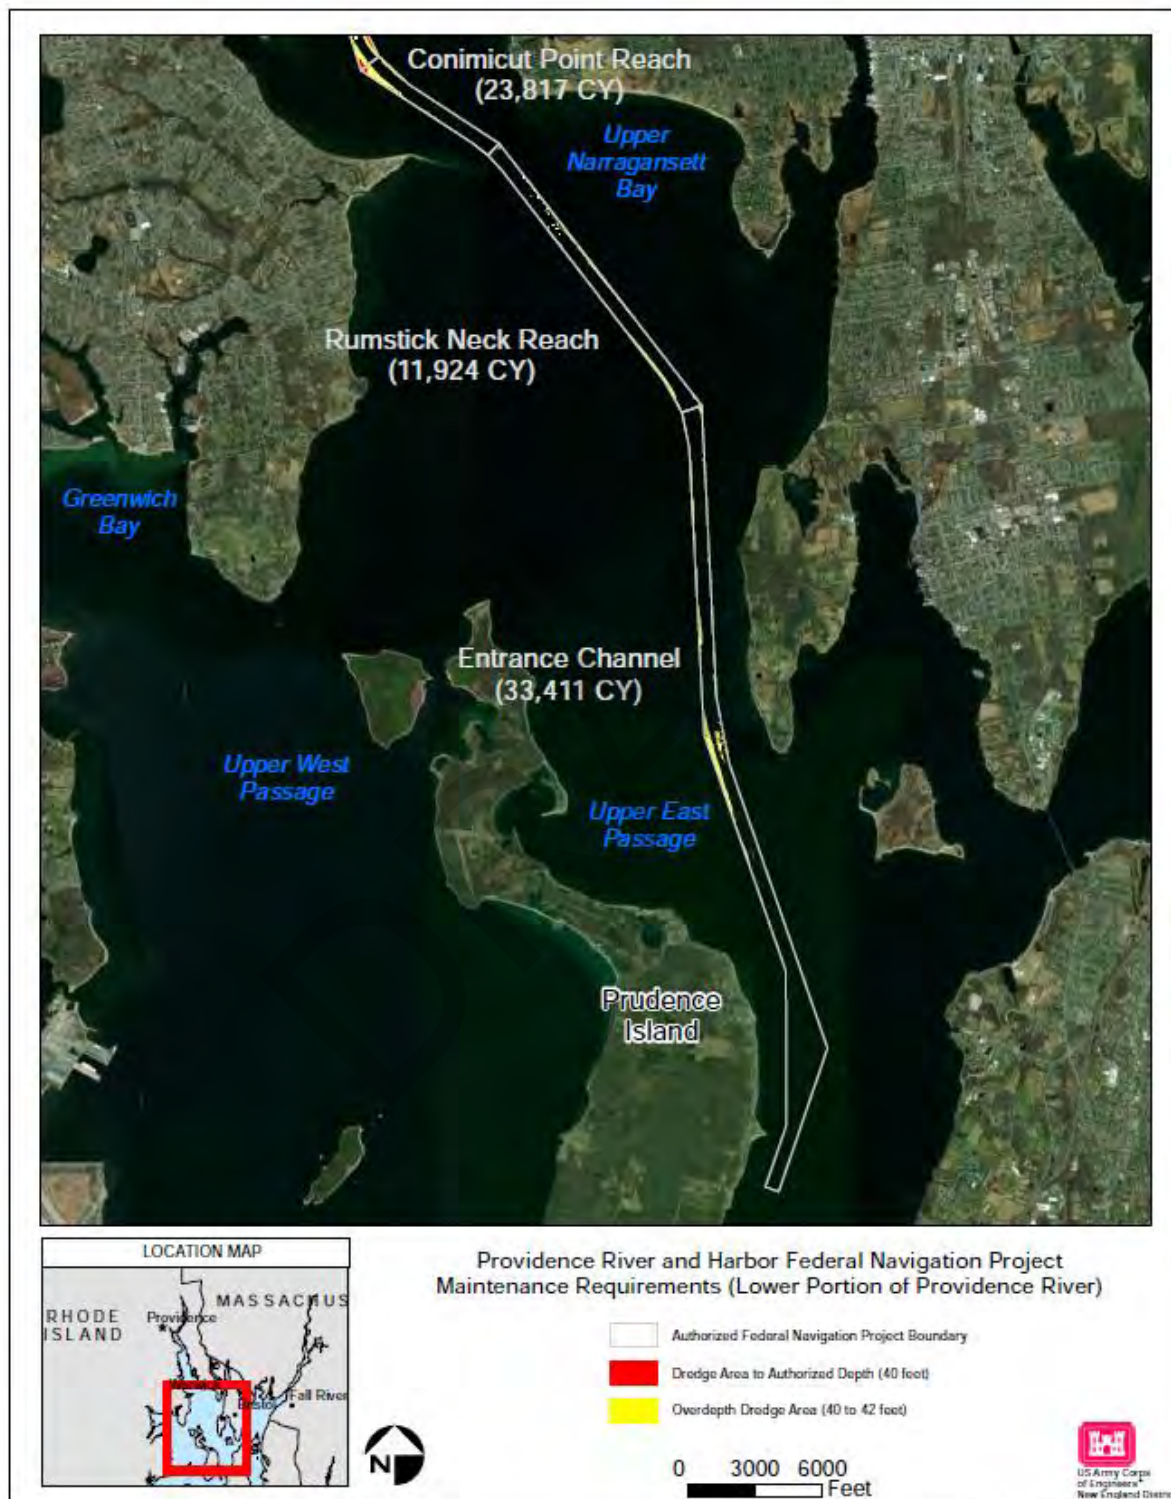 Conimicut Point Reach
(23,817 CY)
Upper
Narragansett
Bay
Rumstick Neck Reach
(11,924 CY)
Greenwich
Bay
Entrance Channel
(33,411 CY)
Upper West
Passage
Upper East
Passage
Prudence
Island
LOCATION MAP
MASSACHUS
RHODE
ISLAND
Providence
Fall River
Bristol
N
Providence River and Harbor Federal Navigation Project
Maintenance Requirements (Lower Portion of Providence River)
Authorized Federal Navigation Project Boundary
Dredge Area to Authorized Depth (40 feet)
Overdepth Dredge Area (40 to 42 feet)
0 3000 6000
Feet
US Army Corps
of Engineers
New England Distri